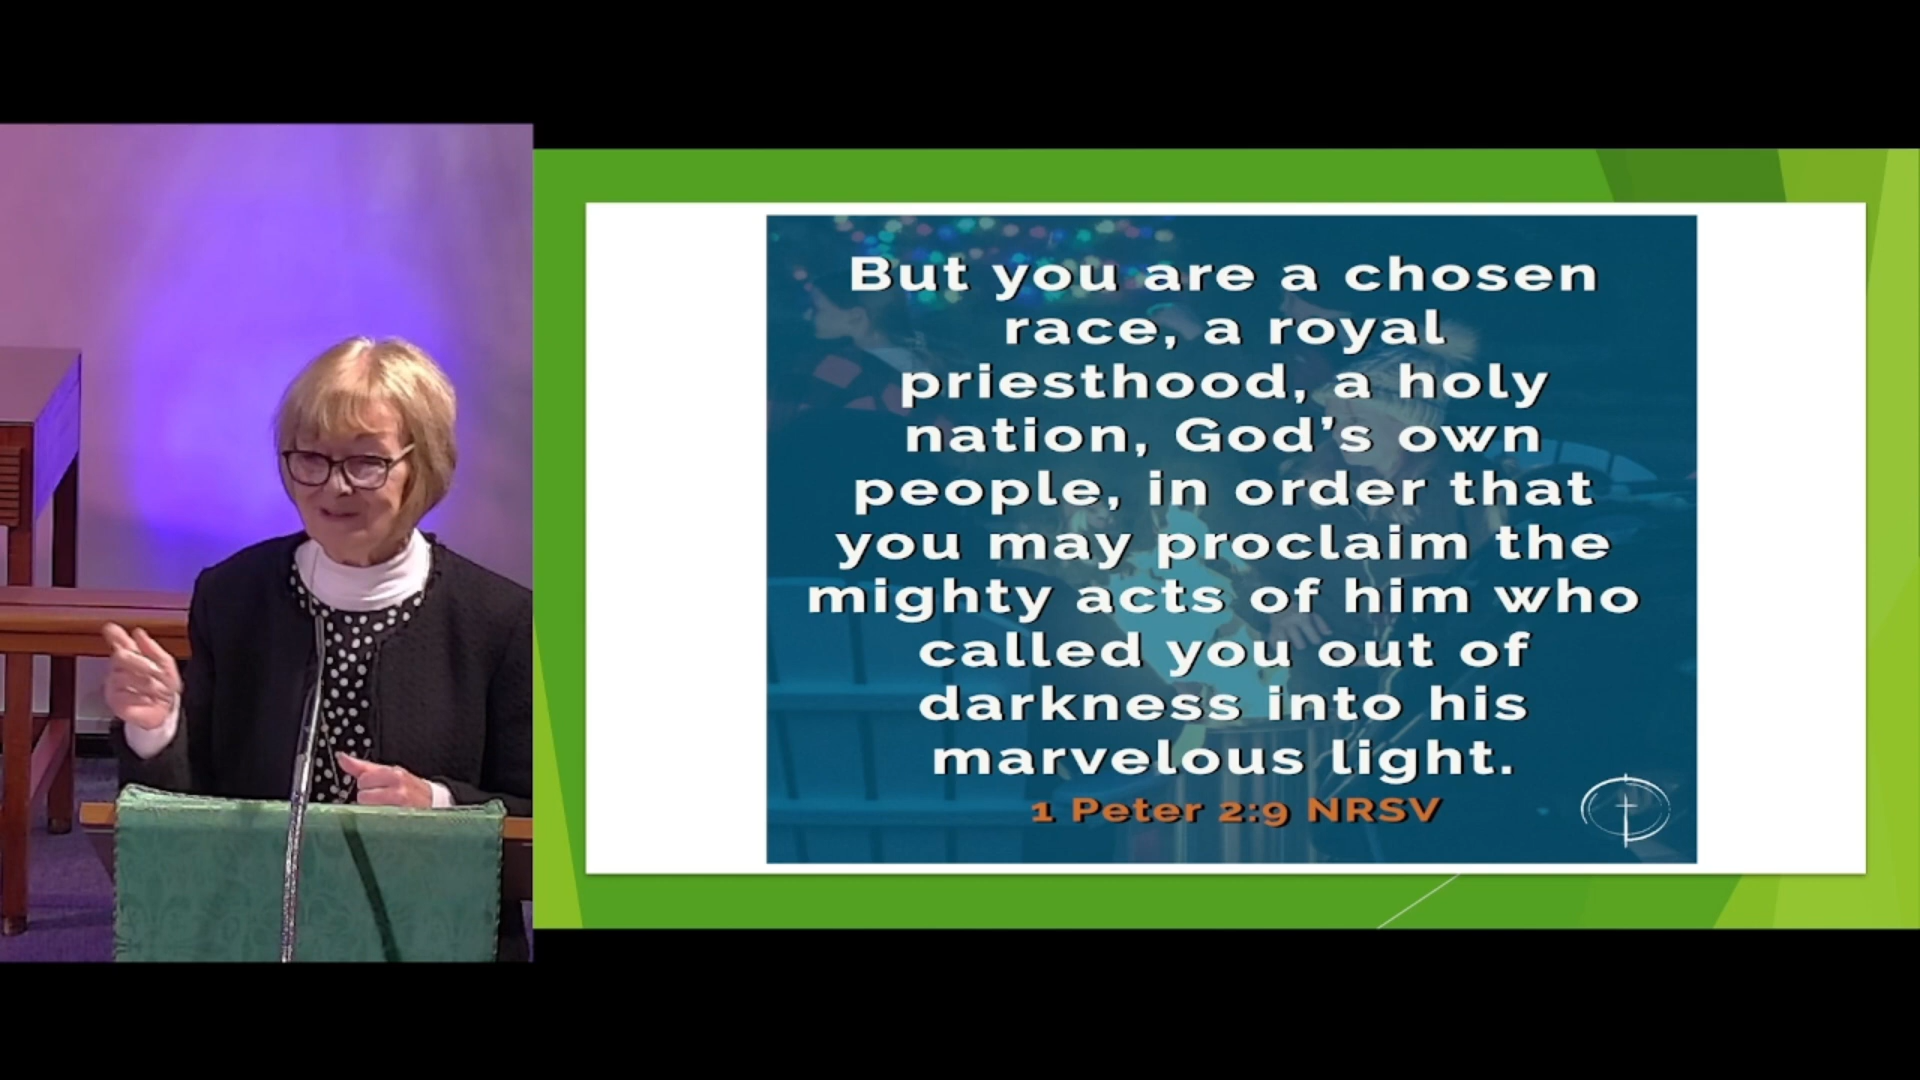 But you are a chosen
race, a royal
priesthood, a holy
nation, God's own
people, in order that
you may proclaim the
mighty acts of him who
called you out of
darkness into his
marvelous light.
1 Peter 2:9 NRSV